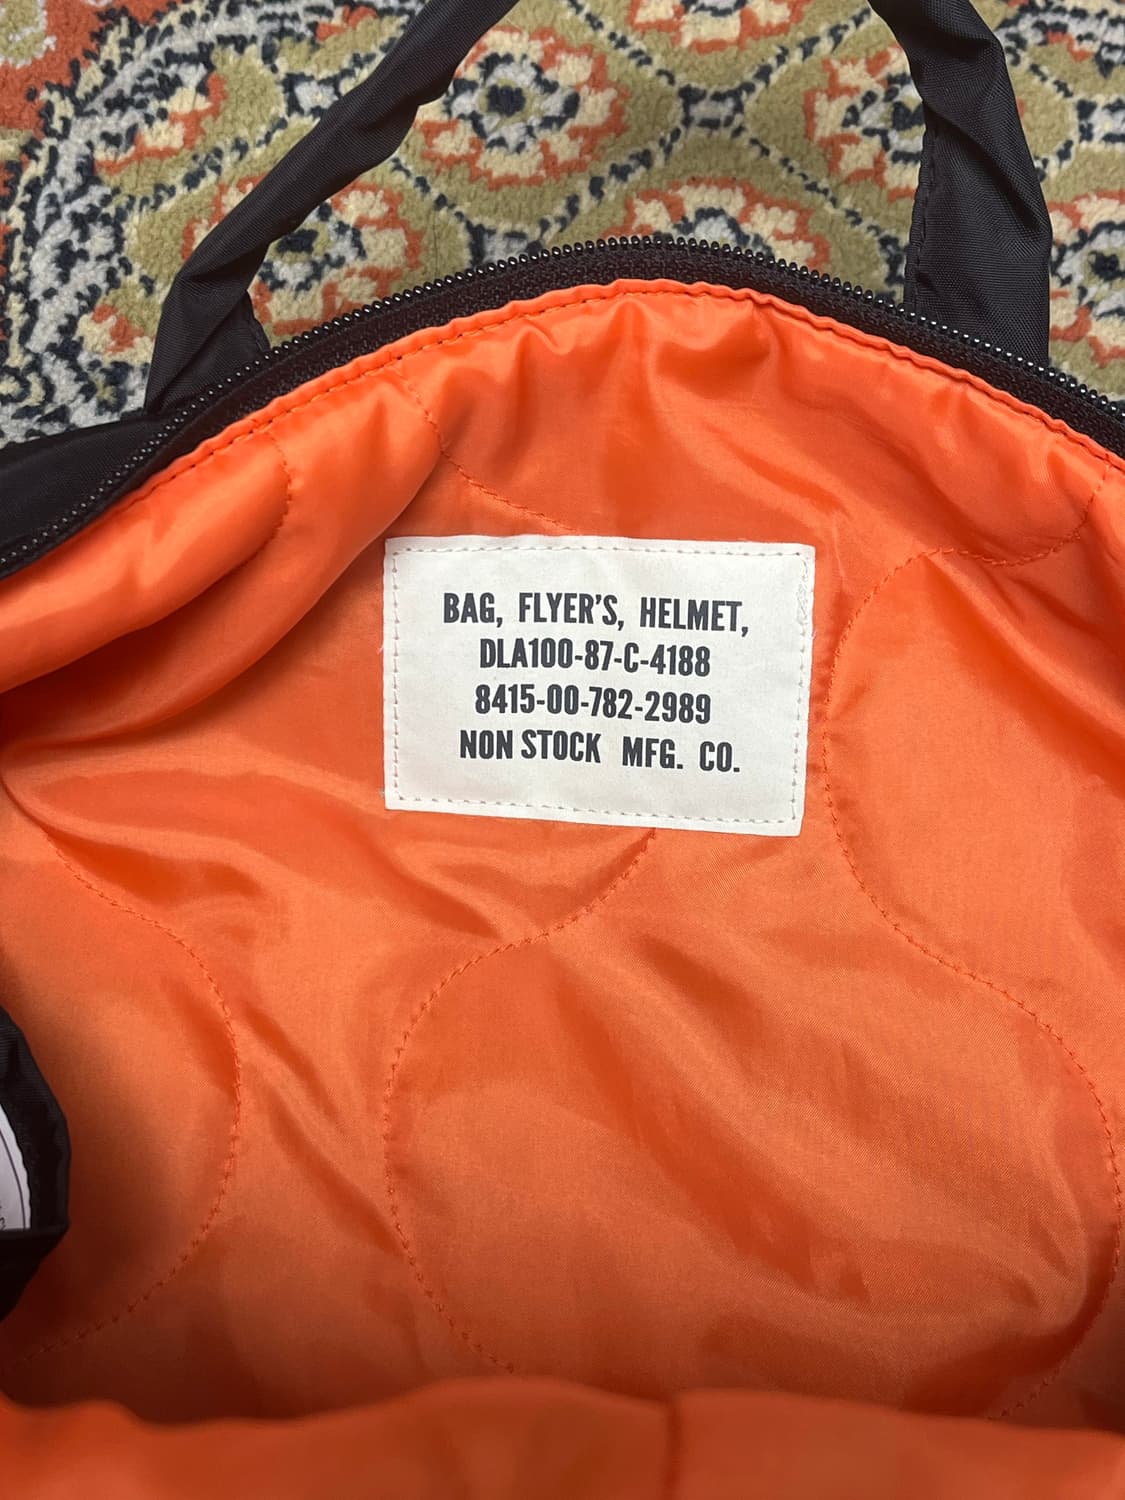 BAG, FLYER'S, HELMET,
DLA100-87-C-4188
8415-00-782-2989
NON STOCK MFG. CO.